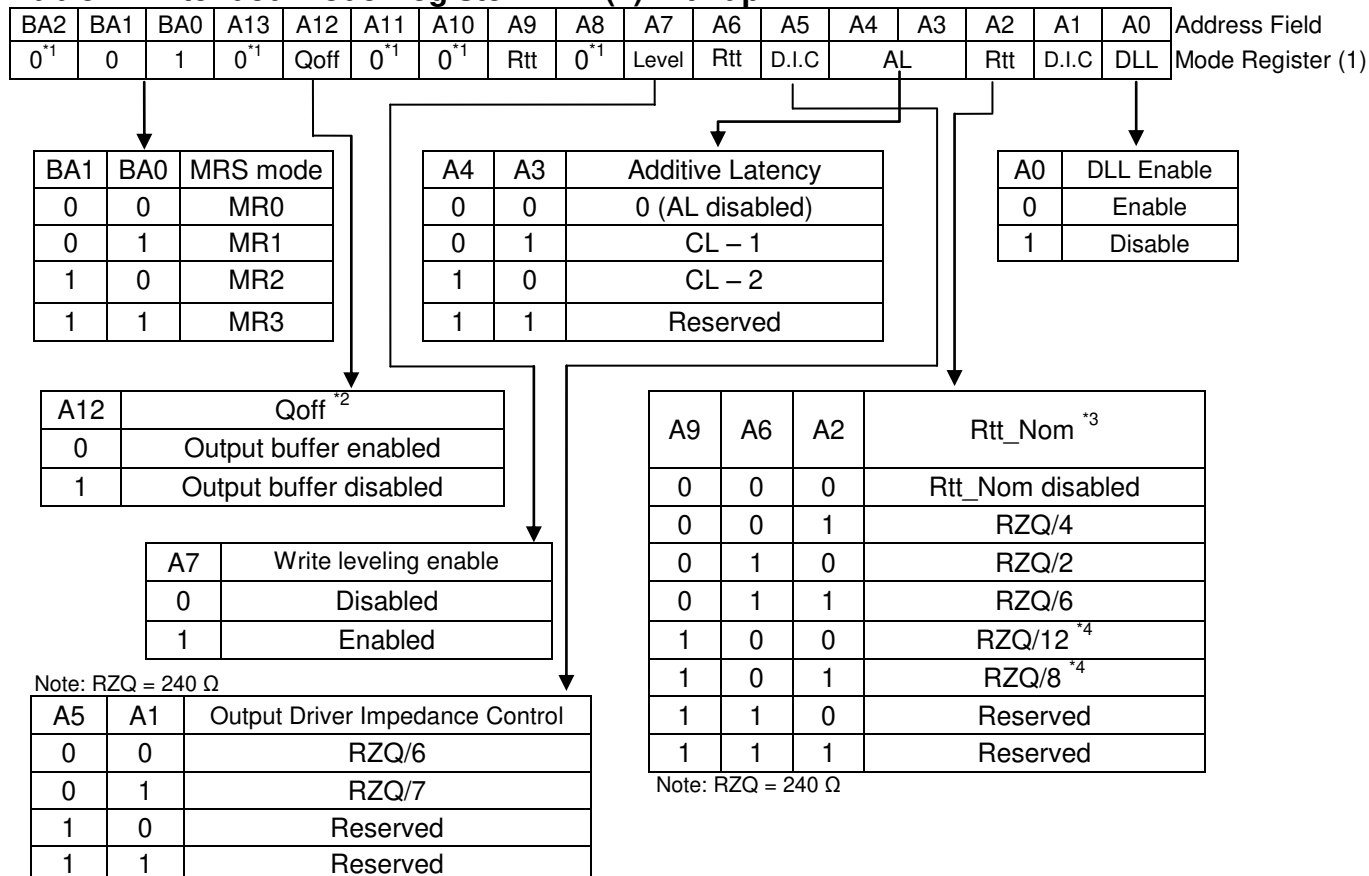 BA2 BA1 BA0 A13 A12 A11 A10 A9 A8 A7 A6 A5 A4 A3 A2 A1 A0 Address Field
0*1 0 1 0*1 Qoff 0*1 0*1 Rtt 0*1 Level Rtt D.I.C AL Rtt D.I.C DLL Mode Register (1)
BA1 BA0 MRS mode
0 0 MR0
0 1 MR1
1 0 MR2
1 1 MR3
A4 A3 Additive Latency
0 0 0 (AL disabled)
0 1 CL – 1
1 0 CL – 2
1 1 Reserved
A0 DLL Enable
0 Enable
1 Disable
A12 Qoff *2
0 Output buffer enabled
1 Output buffer disabled
A7 Write leveling enable
0 Disabled
1 Enabled
Note: RZQ = 240 Ω
A5 A1 Output Driver Impedance Control
0 0 RZQ/6
0 1 RZQ/7
1 0 Reserved
1 1 Reserved
A9 A6 A2 Rtt_Nom *3
0 0 0 Rtt_Nom disabled
0 0 1 RZQ/4
0 1 0 RZQ/2
0 1 1 RZQ/6
1 0 0 RZQ/12 *4
1 0 1 RZQ/8 *4
1 1 0 Reserved
1 1 1 Reserved
Note: RZQ = 240 Ω